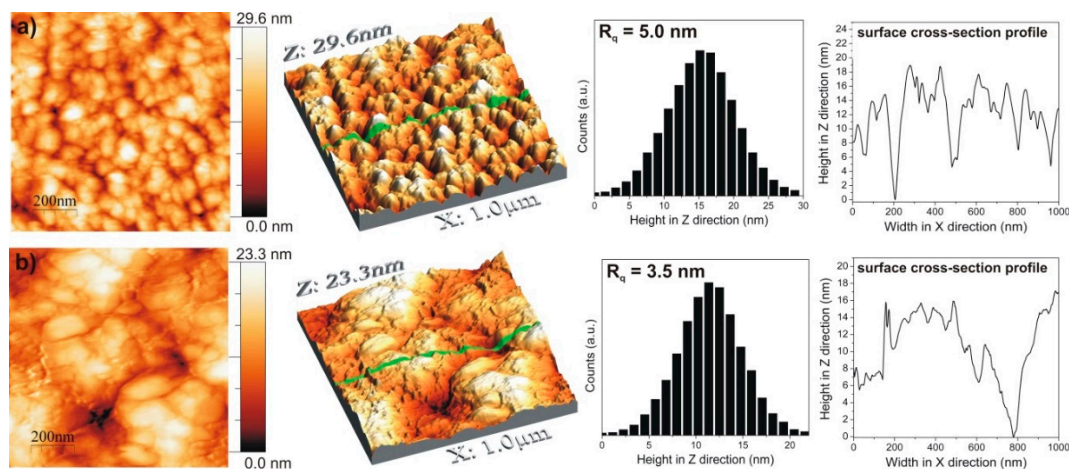 a)
29.6 nm
200nm
0.0 nm
Z: 29.6nm
X: 1.0µm
Rq = 5.0 nm
Counts (a.u.)
0 5 10 15 20 25 30
Height in Z direction (nm)
surface cross-section profile
Height in Z direction (nm)
24
22
20
18
16
14
12
10
8
6
4
2
0
0 200 400 600 800 1000
Width in X direction (nm)
b)
23.3 nm
200nm
0.0 nm
Z: 23.3nm
X: 1.0µm
Rq = 3.5 nm
Counts (a.u.)
0 5 10 15 20
Height in Z direction (nm)
surface cross-section profile
Height in Z direction (nm)
20
18
16
14
12
10
8
6
4
2
0
0 200 400 600 800 1000
Width in X direction (nm)